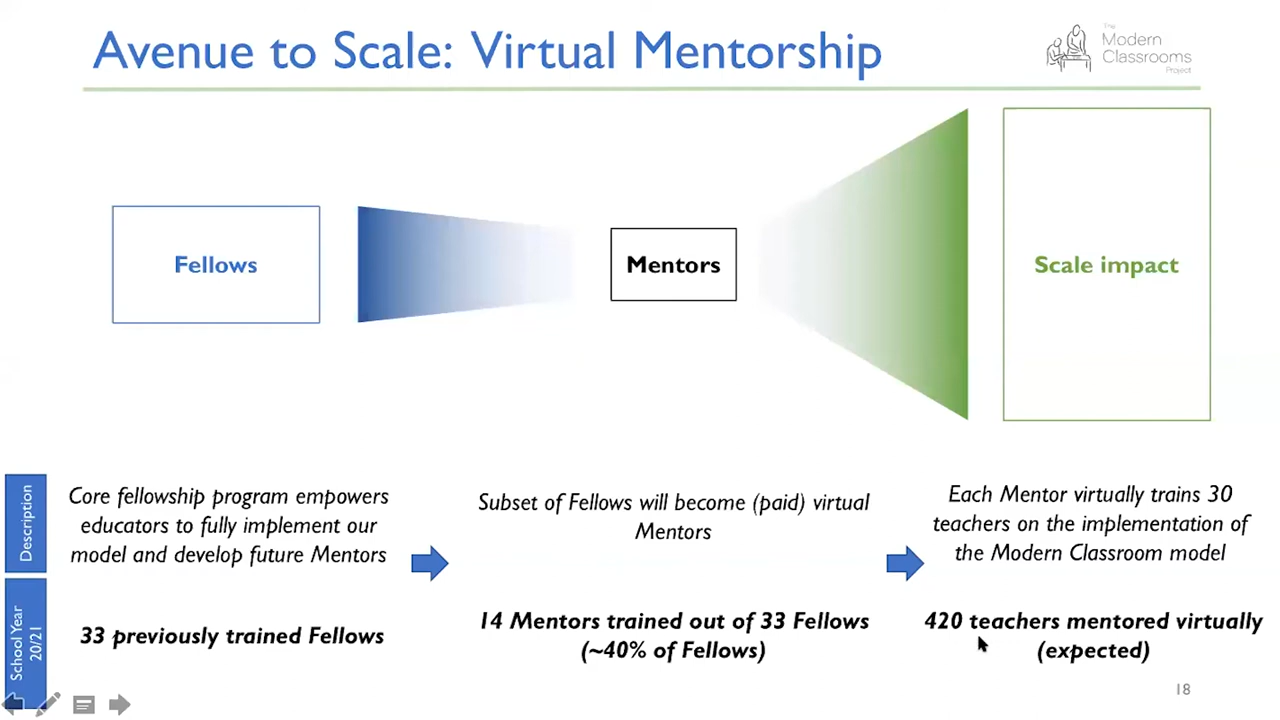 Avenue to Scale: Virtual Mentorship
The
Modern
Classrooms
Project
Fellows
Mentors
Scale impact
Description
Core fellowship program empowers
educators to fully implement our
model and develop future Mentors
Subset of Fellows will become (paid) virtual
Mentors
Each Mentor virtually trains 30
teachers on the implementation of
the Modern Classroom model
School Year
20/21
33 previously trained Fellows
14 Mentors trained out of 33 Fellows
(~40% of Fellows)
420 teachers mentored virtually
(expected)
18